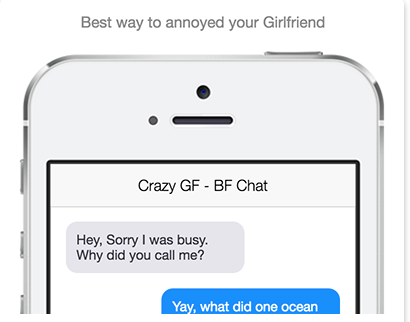 Best way to annoyed your Girlfriend
Crazy GF - BF Chat
Hey, Sorry I was busy.
Why did you call me?
Yay, what did one ocean